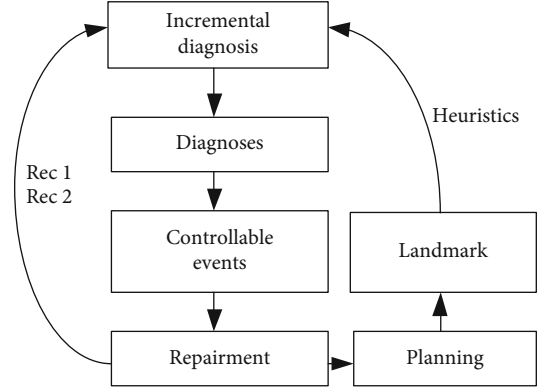 Incremental
diagnosis
Diagnoses
Heuristics
Rec 1
Rec 2
Controllable
events
Landmark
Repairment
Planning